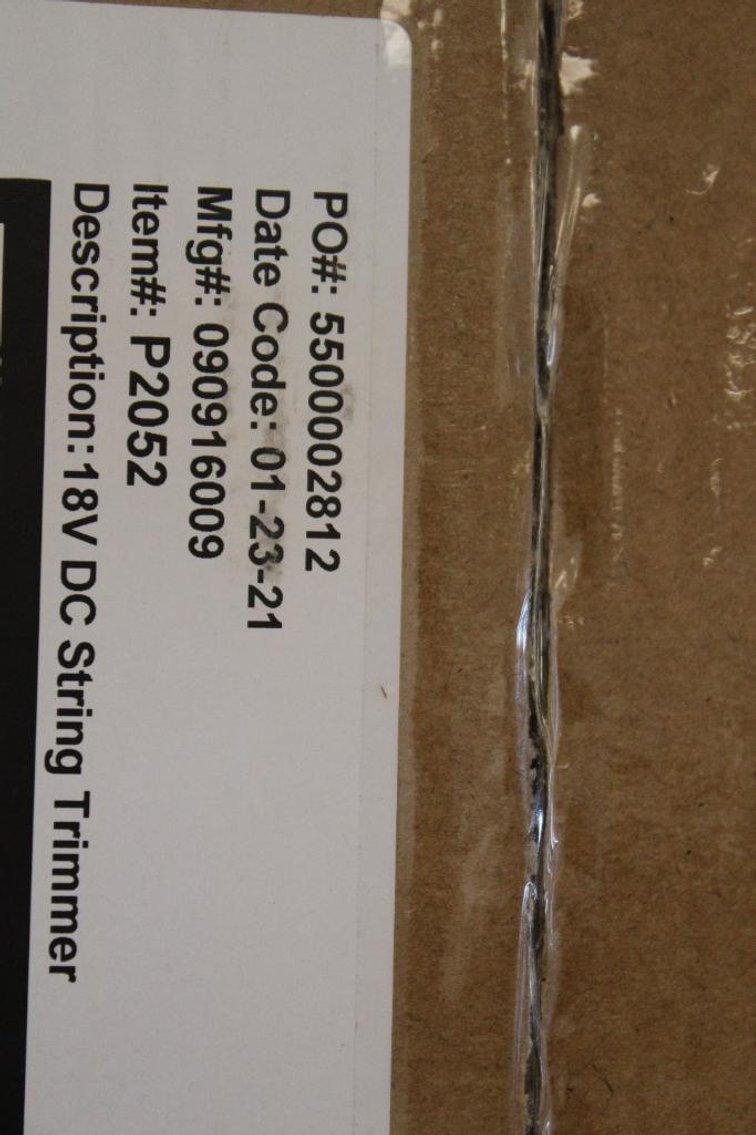 PO#: 5500002812
Date Code: 01-23-21
Mfg#: 090916009
Item#: P2052
Description:18V DC String Trimmer